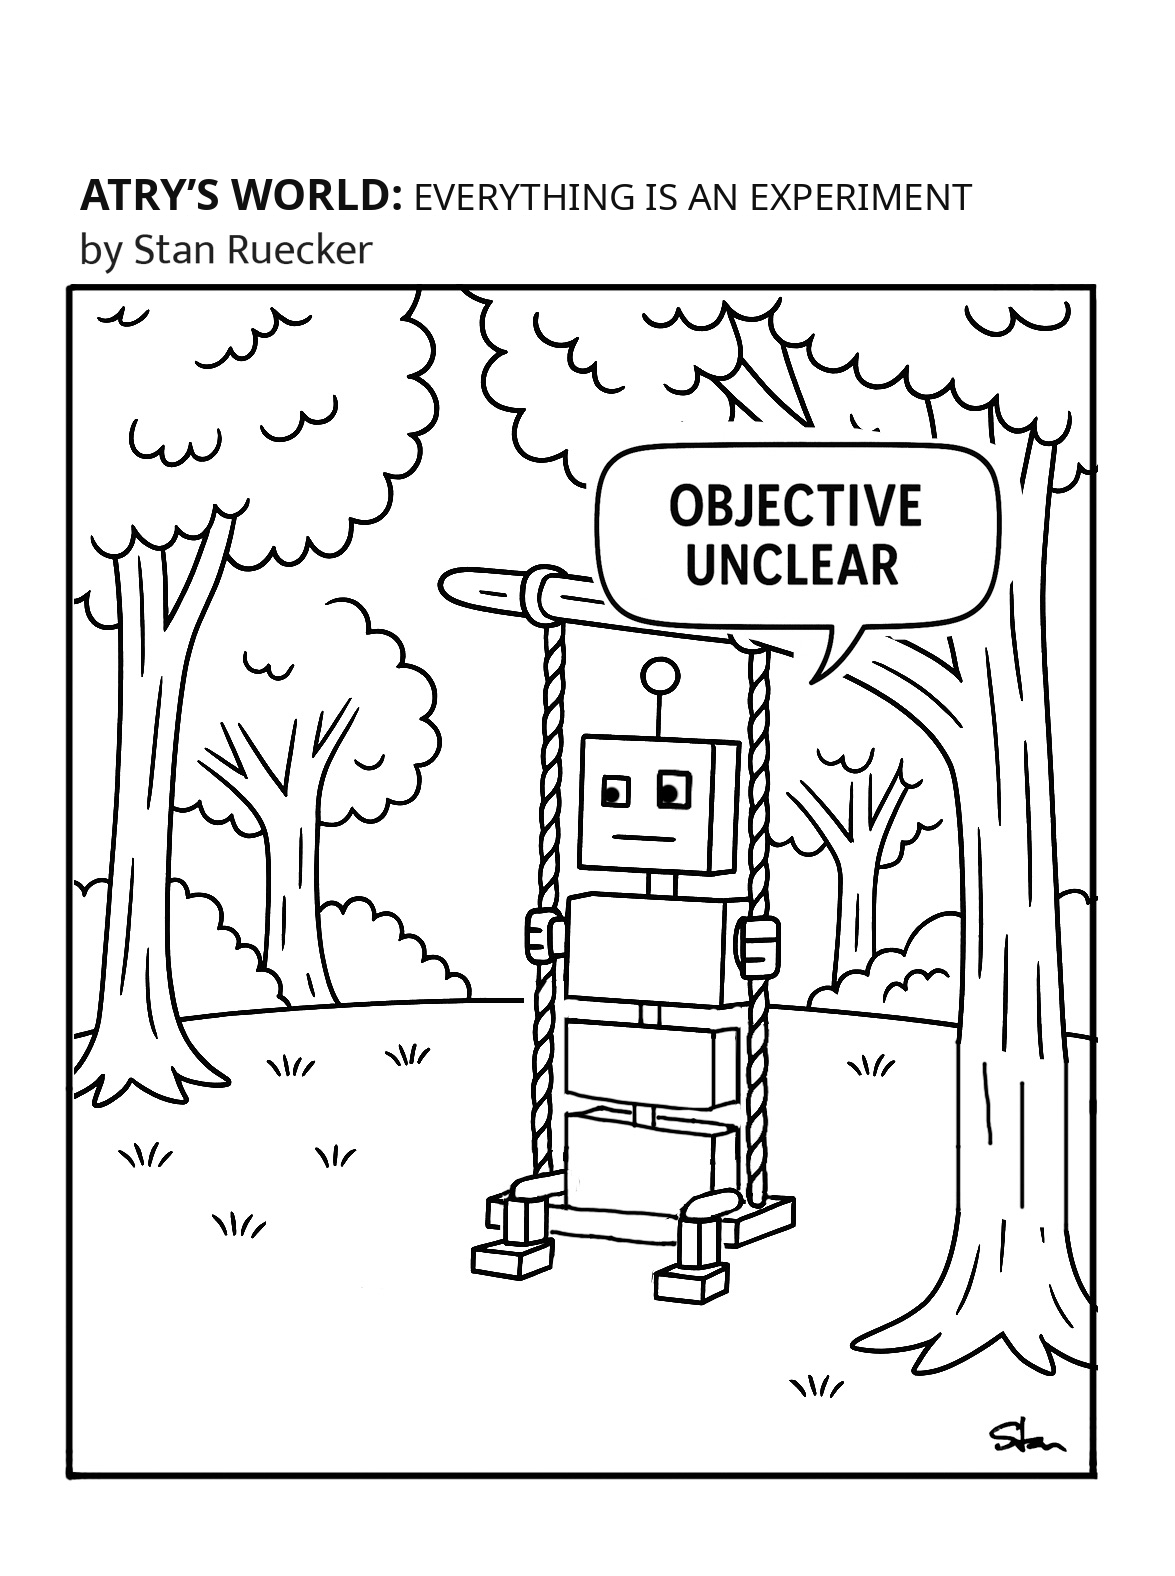 ATRY'S WORLD: EVERYTHING IS AN EXPERIMENT
by Stan Ruecker
OBJECTIVE
UNCLEAR
Stan